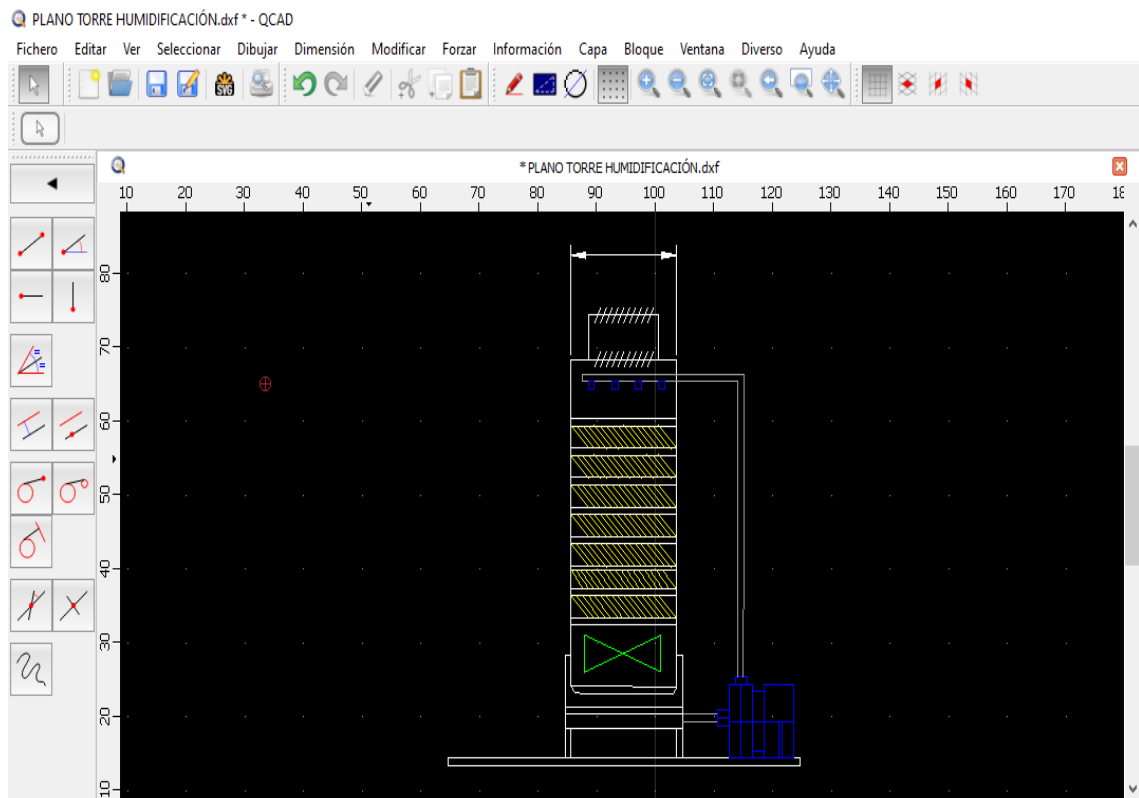 PLANO TORRE HUMIDIFICACIÓN.dxf * - QCAD
Fichero Editar Ver Seleccionar Dibujar Dimensión Modificar Forzar Información Capa Bloque Ventana Diverso Ayuda
SVG
* PLANO TORRE HUMIDIFICACIÓN.dxf
10 20 30 40 50 60 70 80 90 100 110 120 130 140 150 160 170 18
80
70
60
50
40
30
20
10